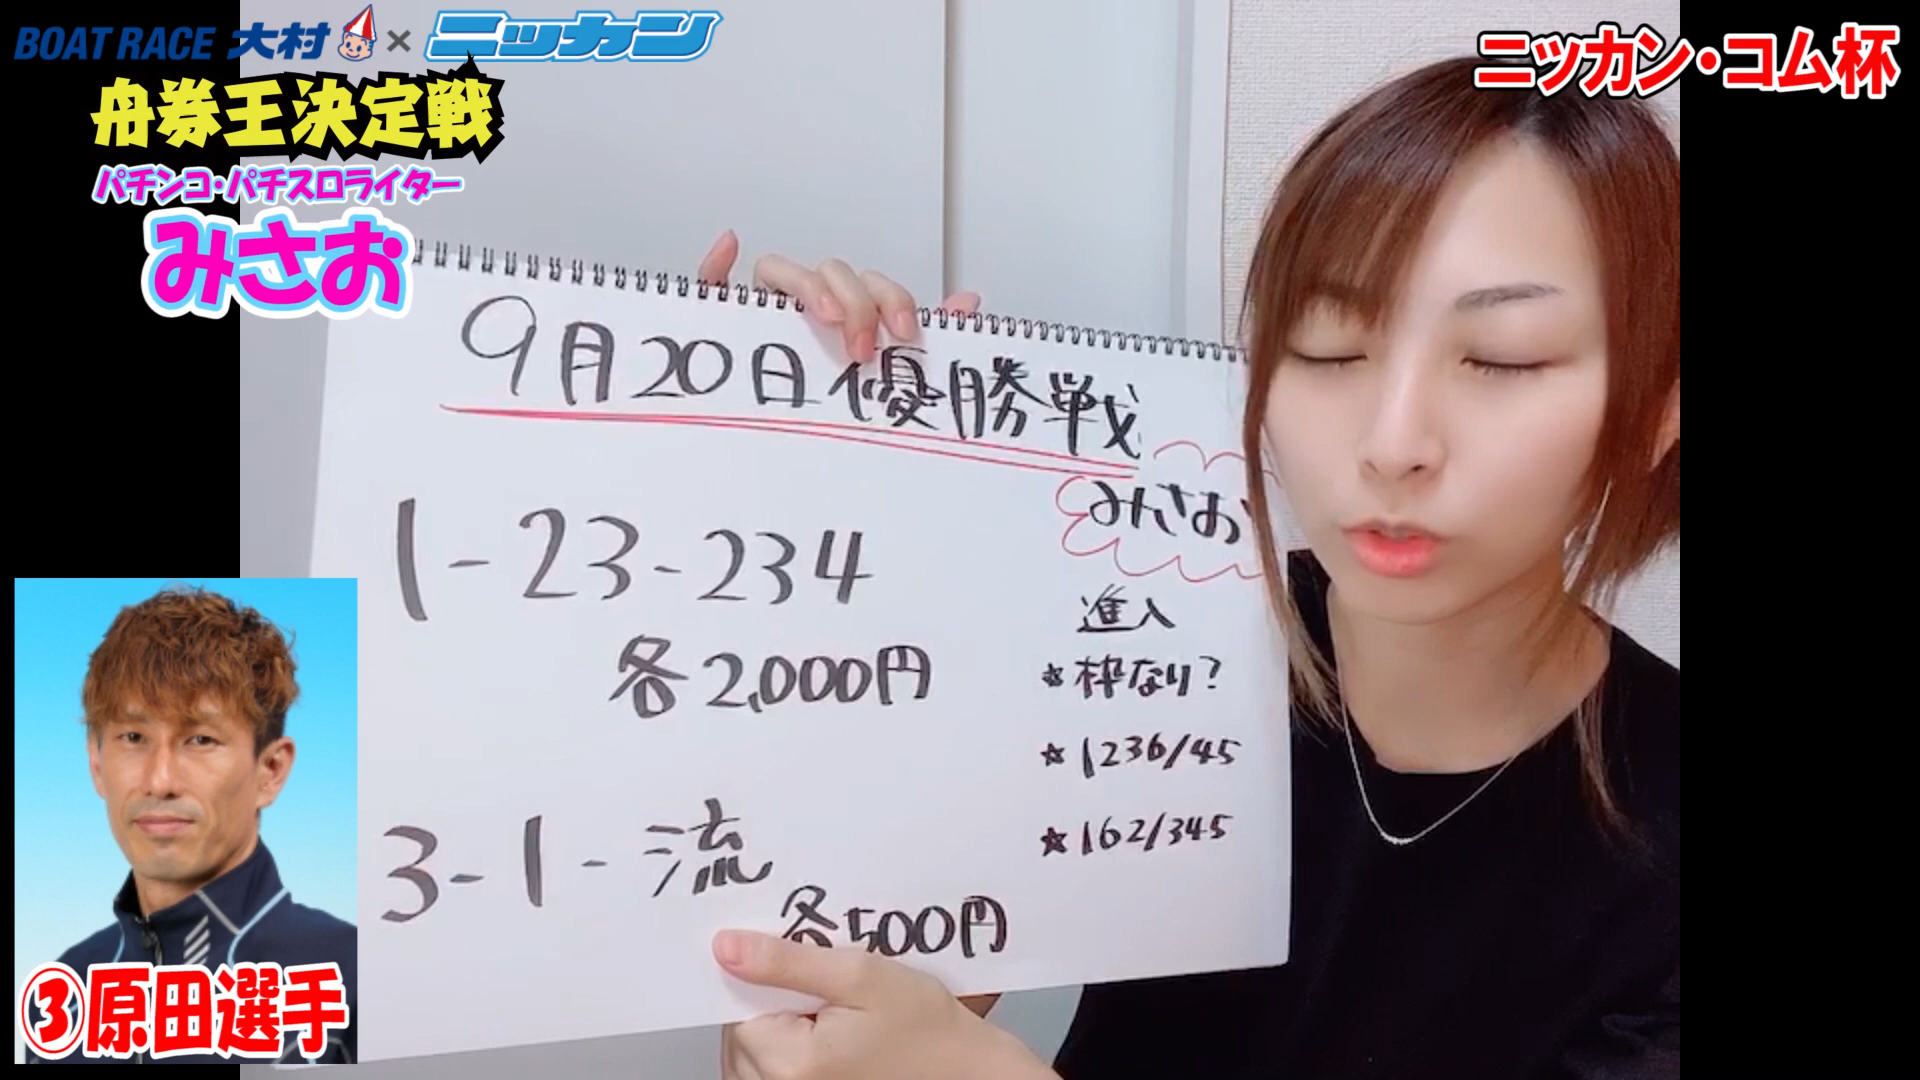 BOAT RACE 大村 × ニッカン
ニッカン・コム杯
舟券王決定戦
パチンコ・パチスロライター
みさお
9月20日優勝戦
みさお
1-23-234
各2,000円
3-1-流
各500円
進入
★枠なり?
★1236/45
★162/345
③原田選手